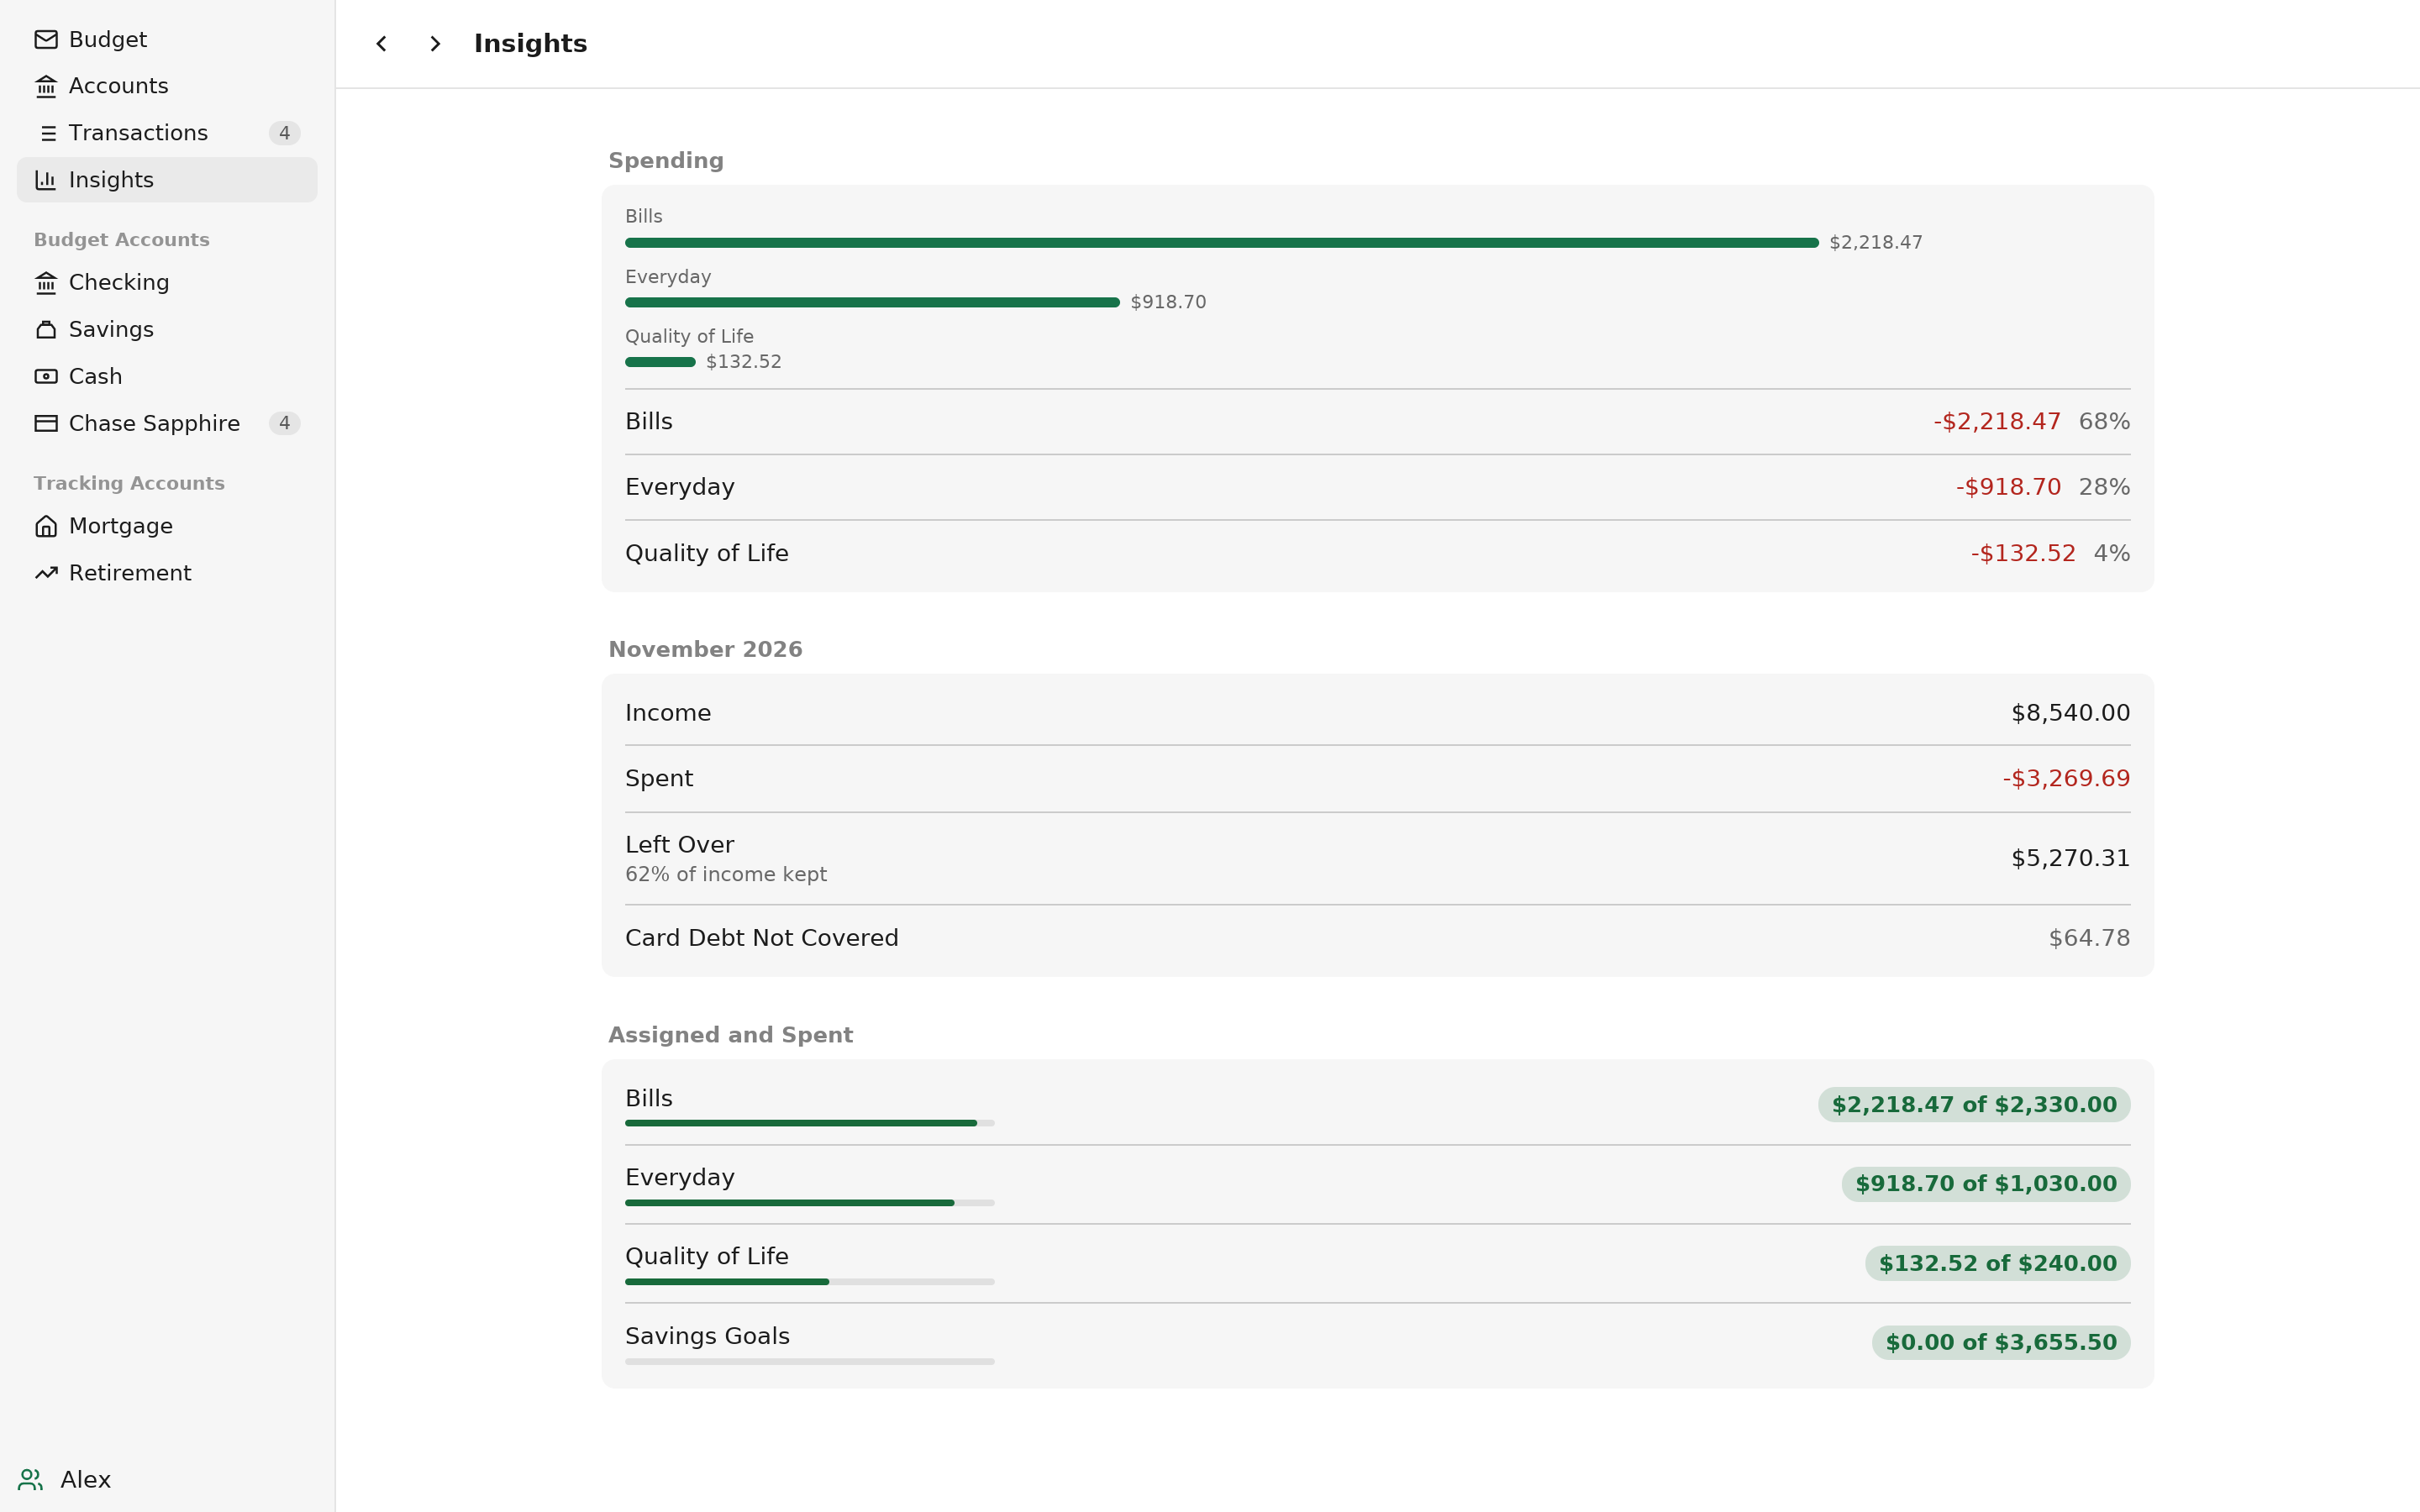 Budget
Accounts
Transactions 4
Insights
Budget Accounts
Checking
Savings
Cash
Chase Sapphire 4
Tracking Accounts
Mortgage
Retirement
Alex
Insights
Spending
Bills
$2,218.47
Everyday
$918.70
Quality of Life
$132.52
Bills -$2,218.47 68%
Everyday -$918.70 28%
Quality of Life -$132.52 4%
November 2026
Income $8,540.00
Spent -$3,269.69
Left Over $5,270.31
62% of income kept
Card Debt Not Covered $64.78
Assigned and Spent
Bills $2,218.47 of $2,330.00
Everyday $918.70 of $1,030.00
Quality of Life $132.52 of $240.00
Savings Goals $0.00 of $3,655.50